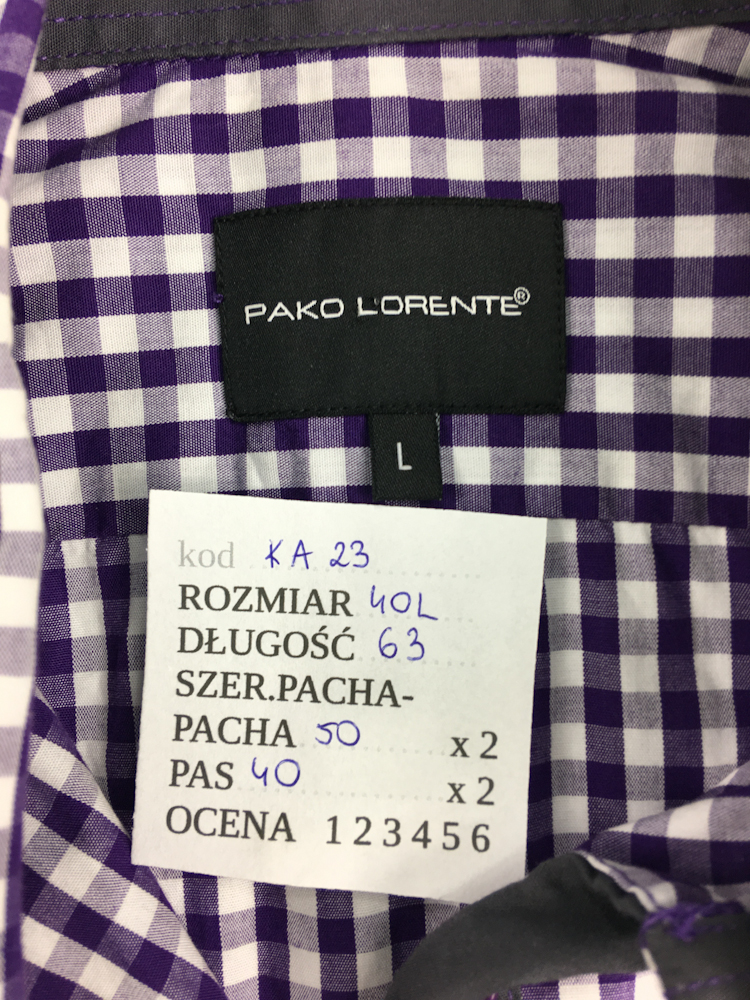 PAKO LORENTE®
L
kod KA 23
ROZMIAR 40L
DŁUGOŚĆ 63
SZER.PACHA-
PACHA 50 x 2
PAS 40 x 2
OCENA 1 2 3 4 5 6